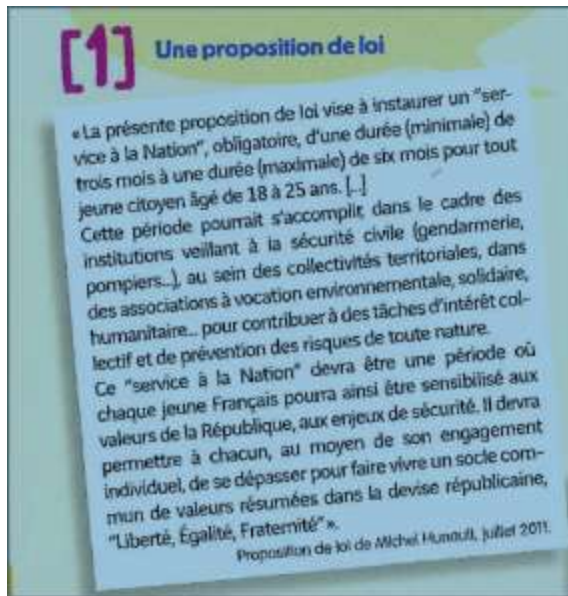 [1] Une proposition de loi
« La présente proposition de loi vise à instaurer un "ser-
vice à la Nation", obligatoire, d'une durée (minimale) de
trois mois à une durée (maximale) de six mois pour tout
jeune citoyen âgé de 18 à 25 ans. [...]
Cette période pourrait s'accomplir, dans le cadre des
institutions veillant à la sécurité civile (gendarmerie,
pompiers...), au sein des collectivités territoriales, dans
des associations à vocation environnementale, solidaire,
humanitaire... pour contribuer à des tâches d'intérêt col-
lectif et de prévention des risques de toute nature.
Ce "service à la Nation" devra être une période où
chaque jeune Français pourra ainsi être sensibilisé aux
valeurs de la République, aux enjeux de sécurité. Il devra
permettre à chacun, au moyen de son engagement
individuel, de se dépasser pour faire vivre un socle com-
mun de valeurs résumées dans la devise républicaine,
"Liberté, Égalité, Fraternité" ».
Proposition de loi de Michel Hunault, juillet 2011.